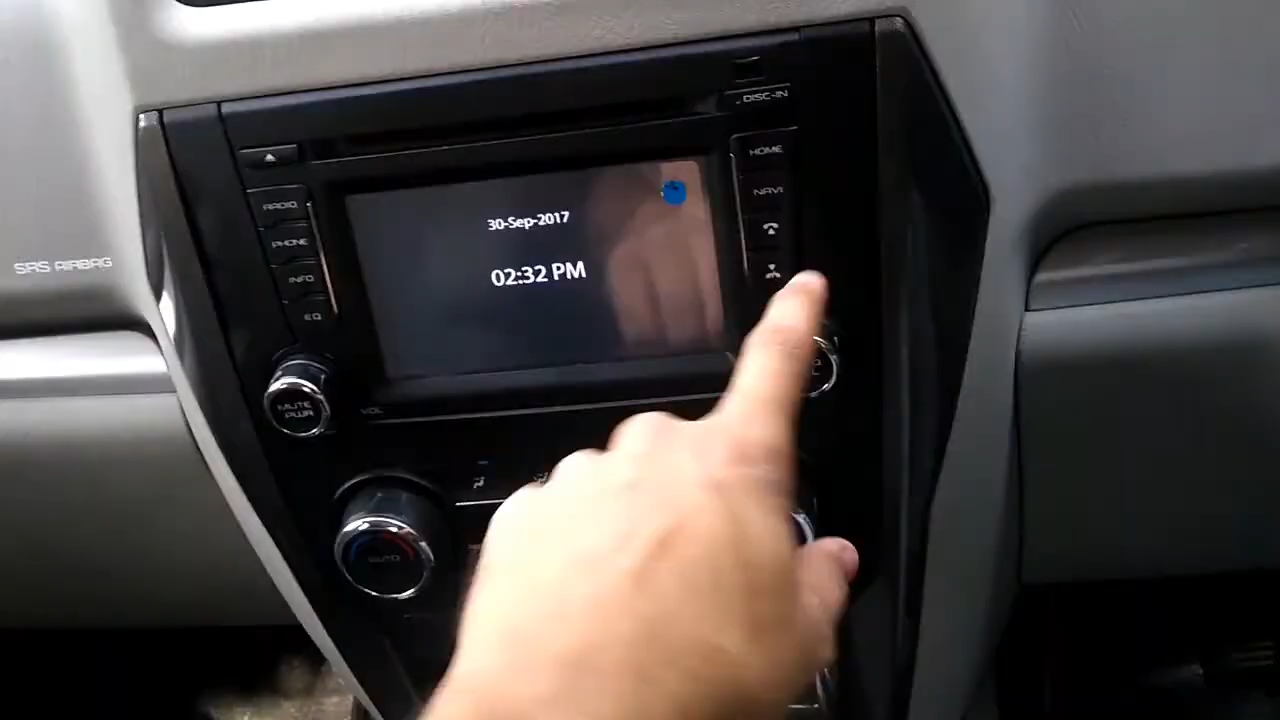 DISC-IN
HOME
RADIO
NAVI
30-Sep-2017
PHONE
SRS AIRBAG
02:32 PM
INFO
EQ
MUTE
PWR
VOL
AUTO